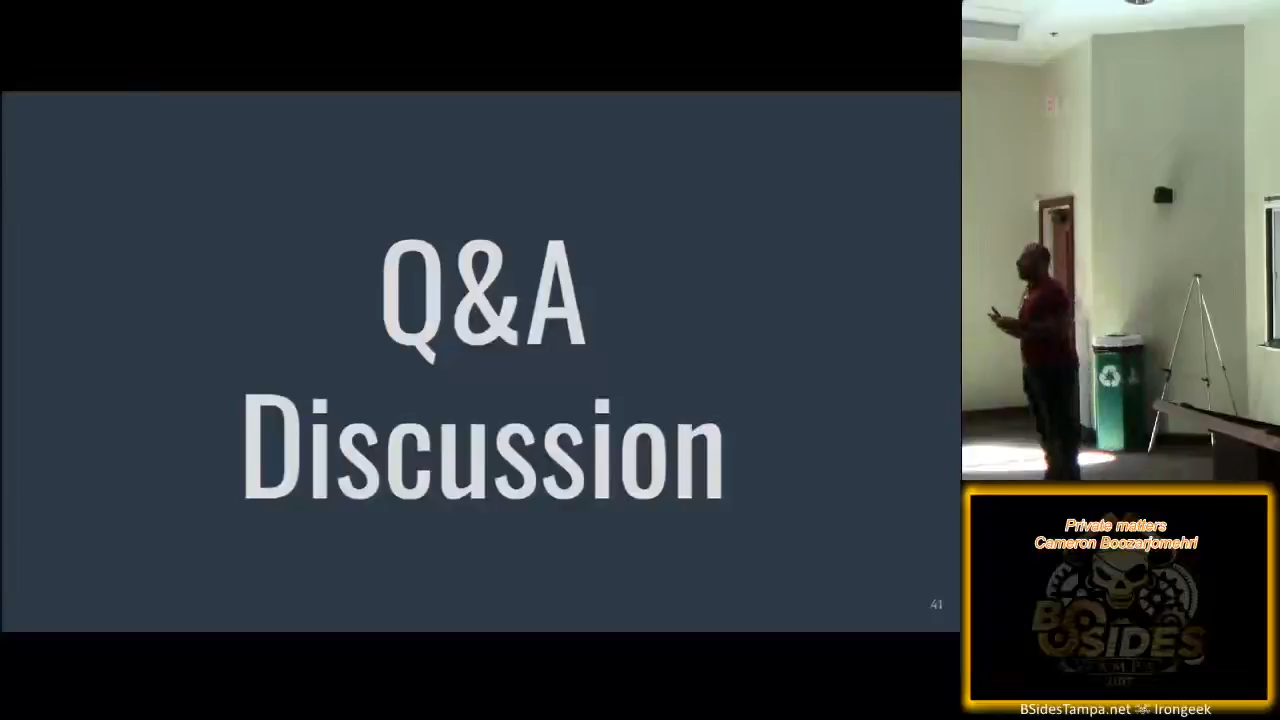 Q&A
Discussion
41
Private matters
Cameron Boozarjomehri
BSIDES
BSidesTampa.net Irongeek